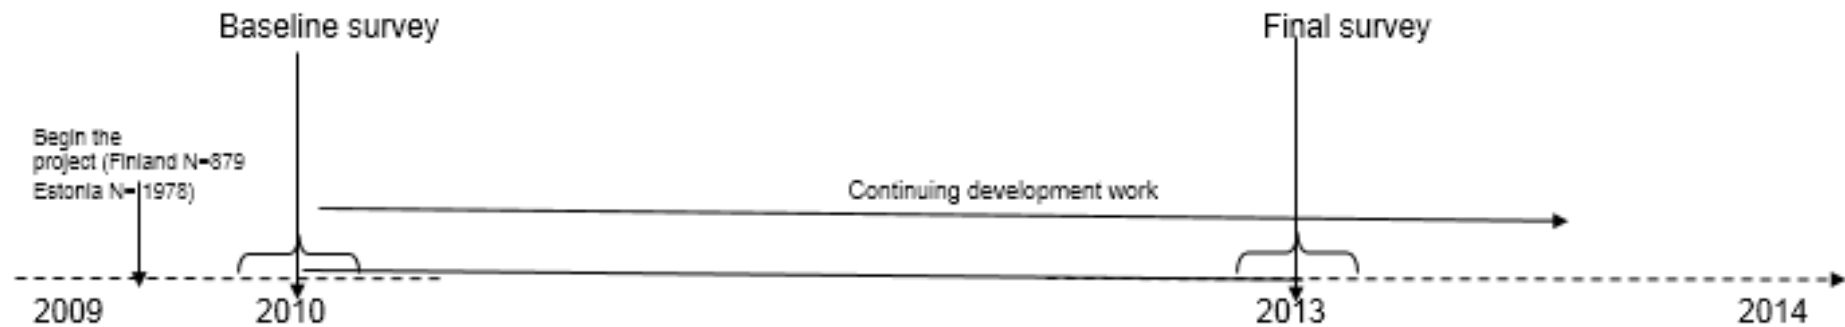 Baseline survey
Final survey
Begin the
project (Finland N=879
Estonia N= 1978)
Continuing development work
2009
2010
2013
2014